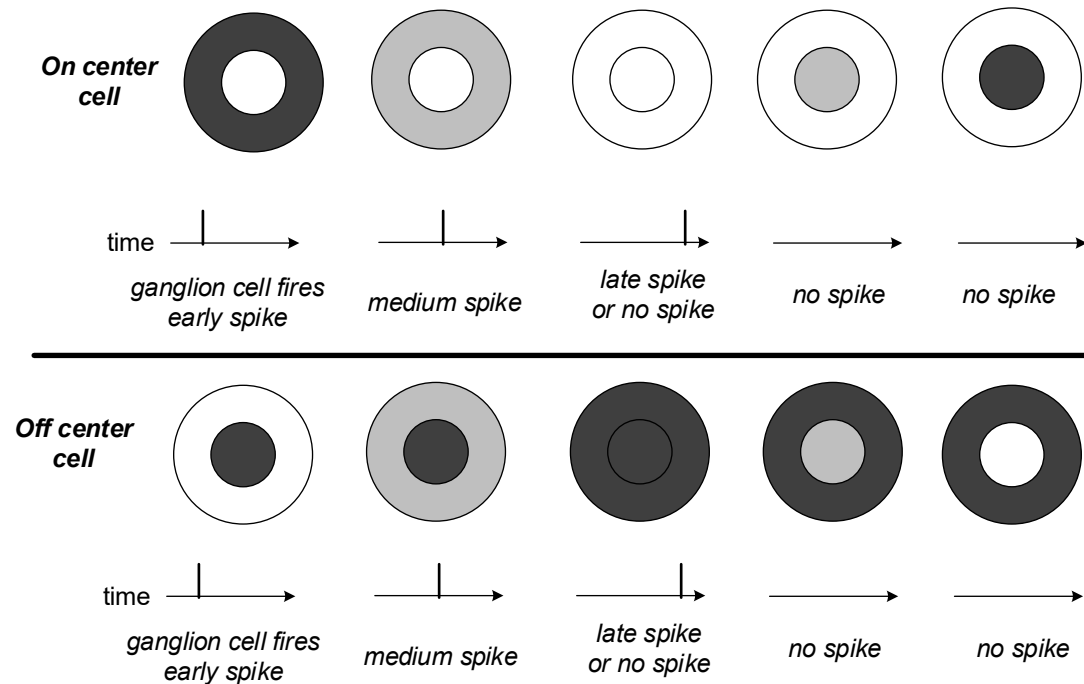 On center
cell
time
ganglion cell fires
early spike
medium spike
late spike
or no spike
no spike
no spike
Off center
cell
time
ganglion cell fires
early spike
medium spike
late spike
or no spike
no spike
no spike